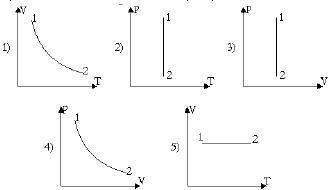 V 1 2 T
1)
P 1 2 T
2)
P 1 2 V
3)
P 1 2 V
4)
V 1 2 T
5)